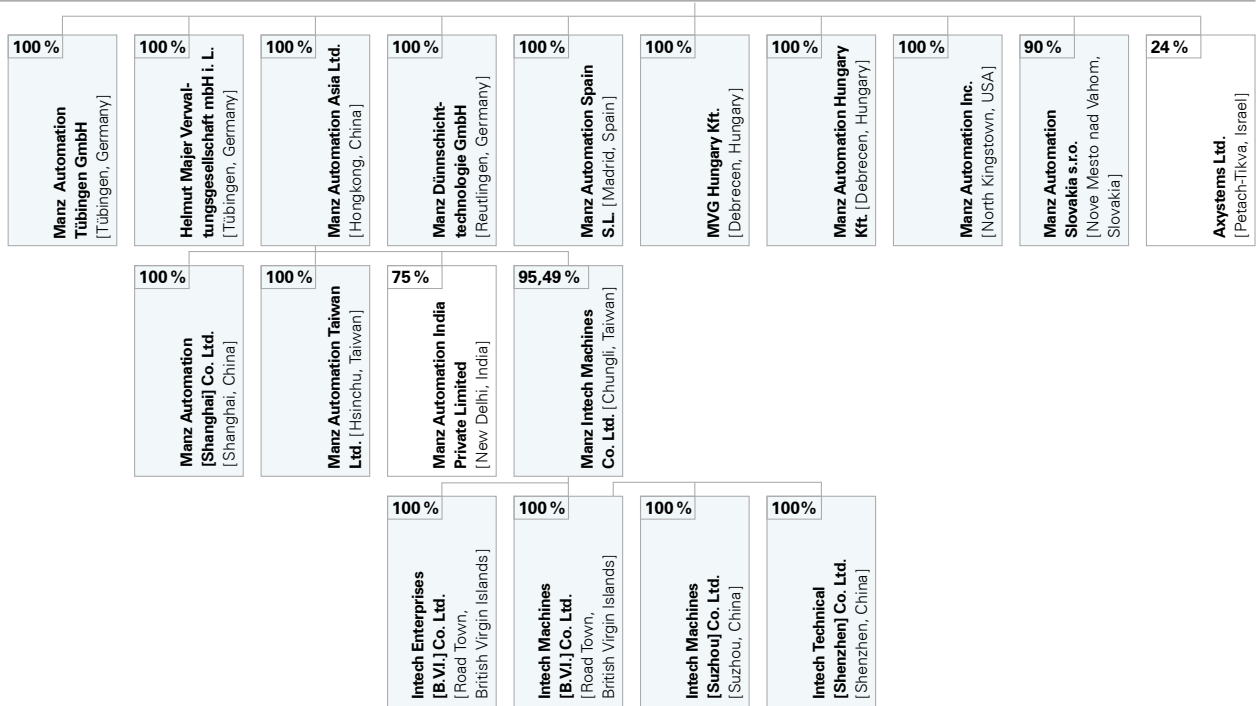 100 %
Manz Automation
Tübingen GmbH
[Tübingen, Germany]
100 %
Helmut Majer Verwal-
tungsgesellschaft mbH i. L.
[Tübingen, Germany]
100 %
Manz Automation Asia Ltd.
[Hongkong, China]
100 %
Manz Dünnschicht-
technologie GmbH
[Reutlingen, Germany]
100 %
Manz Automation Spain
S.L. [Madrid, Spain]
100 %
MVG Hungary Kft.
[Debrecen, Hungary]
100 %
Manz Automation Hungary
Kft. [Debrecen, Hungary]
100 %
Manz Automation Inc.
[North Kingstown, USA]
90 %
Manz Automation
Slovakia s.r.o.
[Nove Mesto nad Vahom,
Slovakia]
24 %
Axystems Ltd.
[Petach-Tikva, Israel]
100 %
Manz Automation
[Shanghai] Co. Ltd.
[Shanghai, China]
100 %
Manz Automation Taiwan
Ltd. [Hsinchu, Taiwan]
75 %
Manz Automation India
Private Limited
[New Delhi, India]
95,49 %
Manz Intech Machines
Co. Ltd. [Chungli, Taiwan]
100 %
Intech Enterprises
[B.V.I.] Co. Ltd.
[Road Town,
British Virgin Islands]
100 %
Intech Machines
[B.V.I.] Co. Ltd.
[Road Town,
British Virgin Islands]
100 %
Intech Machines
[Suzhou] Co. Ltd.
[Suzhou, China]
100%
Intech Technical
[Shenzhen] Co. Ltd.
[Shenzhen, China]